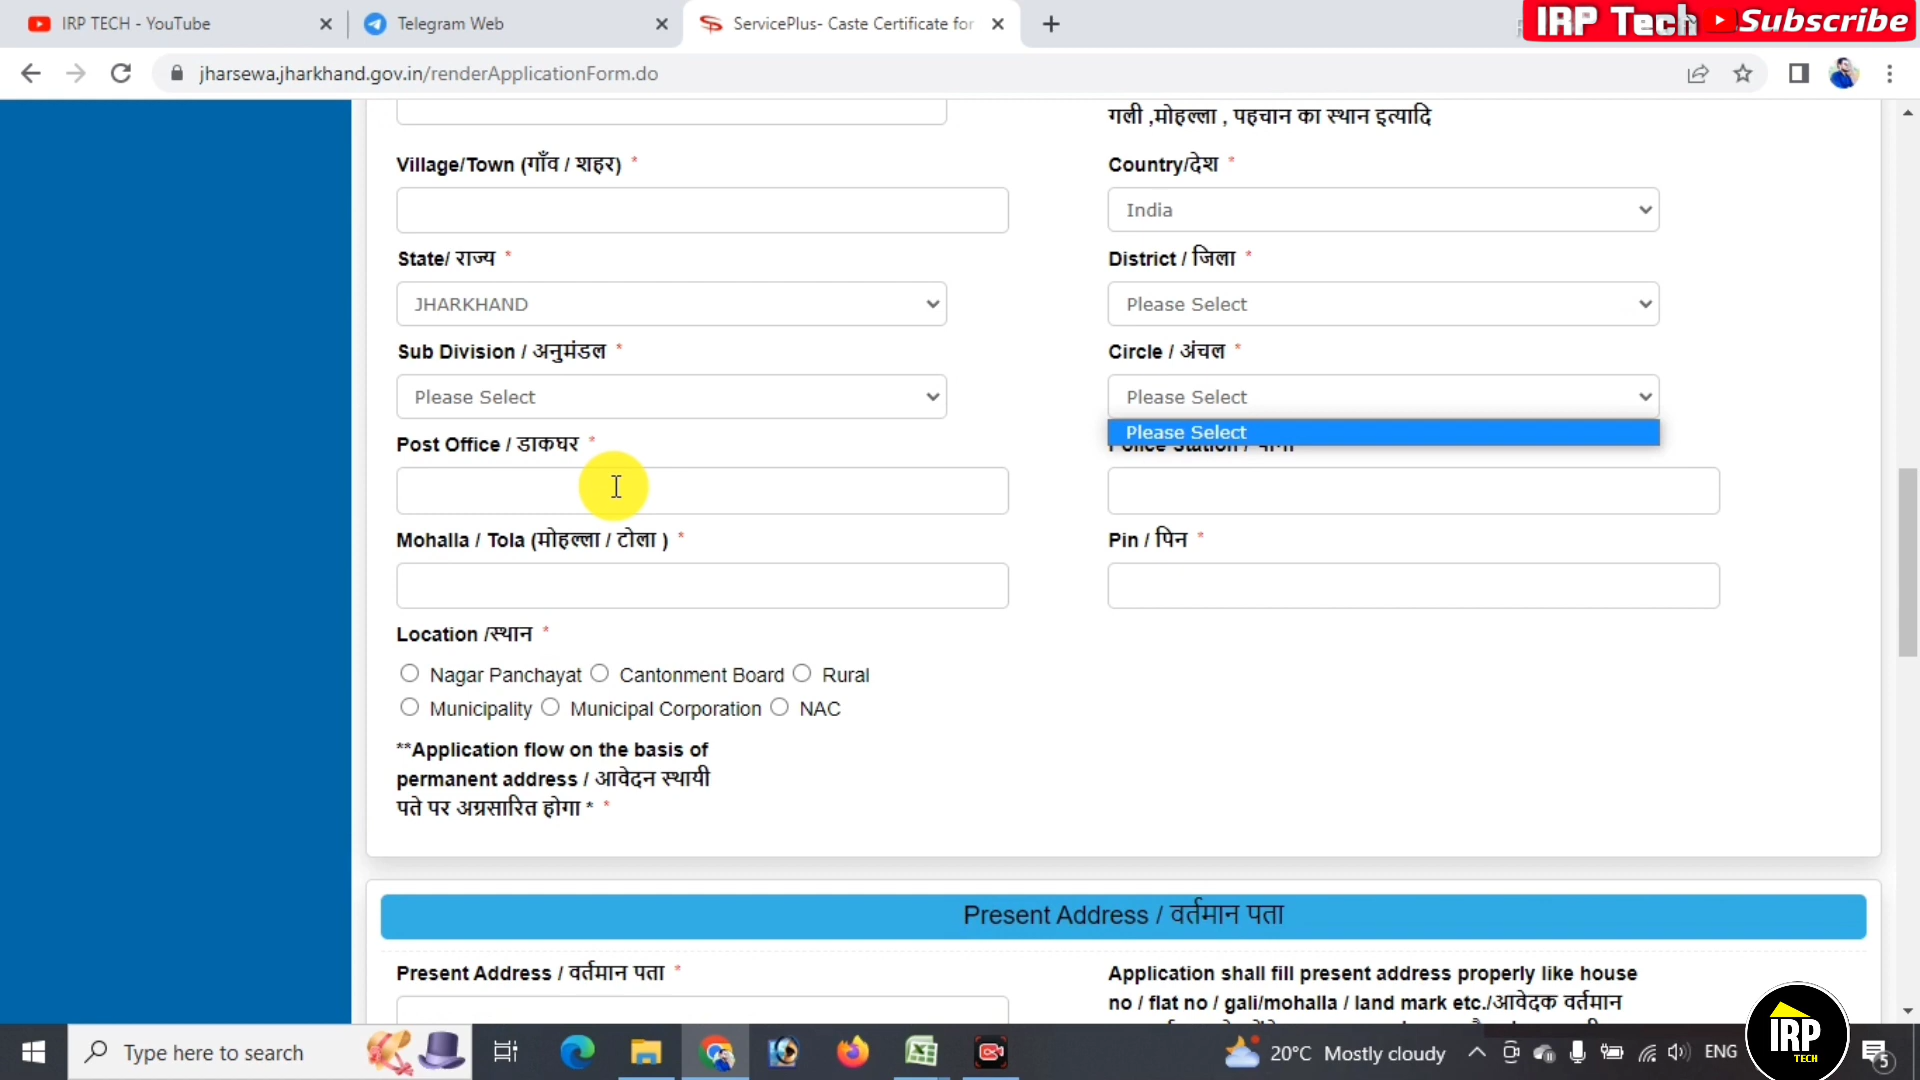 IRP TECH - YouTube
Telegram Web
ServicePlus- Caste Certificate for
IRP Tech Subscribe
jharsewa.jharkhand.gov.in/renderApplicationForm.do
गली ,मोहल्ला , पहचान का स्थान इत्यादि
Village/Town (गाँव / शहर) *
Country/देश *
India
State/ राज्य *
District / जिला *
JHARKHAND
Please Select
Sub Division / अनुमंडल *
Circle / अंचल *
Please Select
Please Select
Please Select
Post Office / डाकघर *
Police Station / थाना
Mohalla / Tola (मोहल्ला / टोला ) *
Pin / पिन *
Location /स्थान *
Nagar Panchayat Cantonment Board Rural
Municipality Municipal Corporation NAC
**Application flow on the basis of
permanent address / आवेदन स्थायी
पते पर अग्रसारित होगा * *
Present Address / वर्तमान पता
Present Address / वर्तमान पता *
Application shall fill present address properly like house
no / flat no / gali/mohalla / land mark etc./आवेदक वर्तमान
Type here to search
20°C Mostly cloudy
ENG
IRP
TECH
5